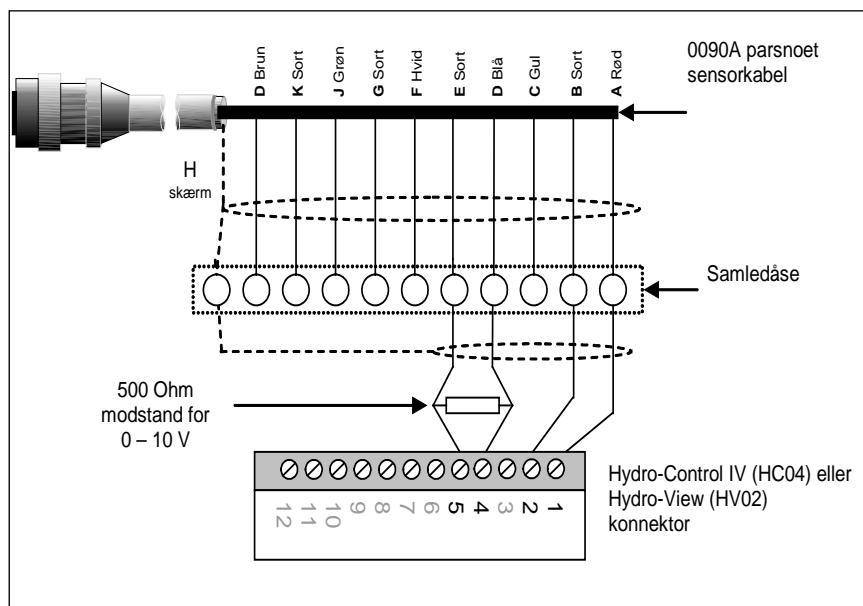 D Brun
K Sort
J Grøn
G Sort
F Hvid
E Sort
D Blå
C Gul
B Sort
A Rød
0090A parsnoet
sensorkabel
H
skærm
Samledåse
500 Ohm
modstand for
0 – 10 V
12
11
10
9
8
7
6
5
4
3
2
1
Hydro-Control IV (HC04) eller
Hydro-View (HV02)
konnektor